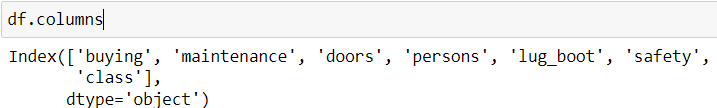 df.columns
Index(['buying', 'maintenance', 'doors', 'persons', 'lug_boot', 'safety',
'class'],
dtype='object')